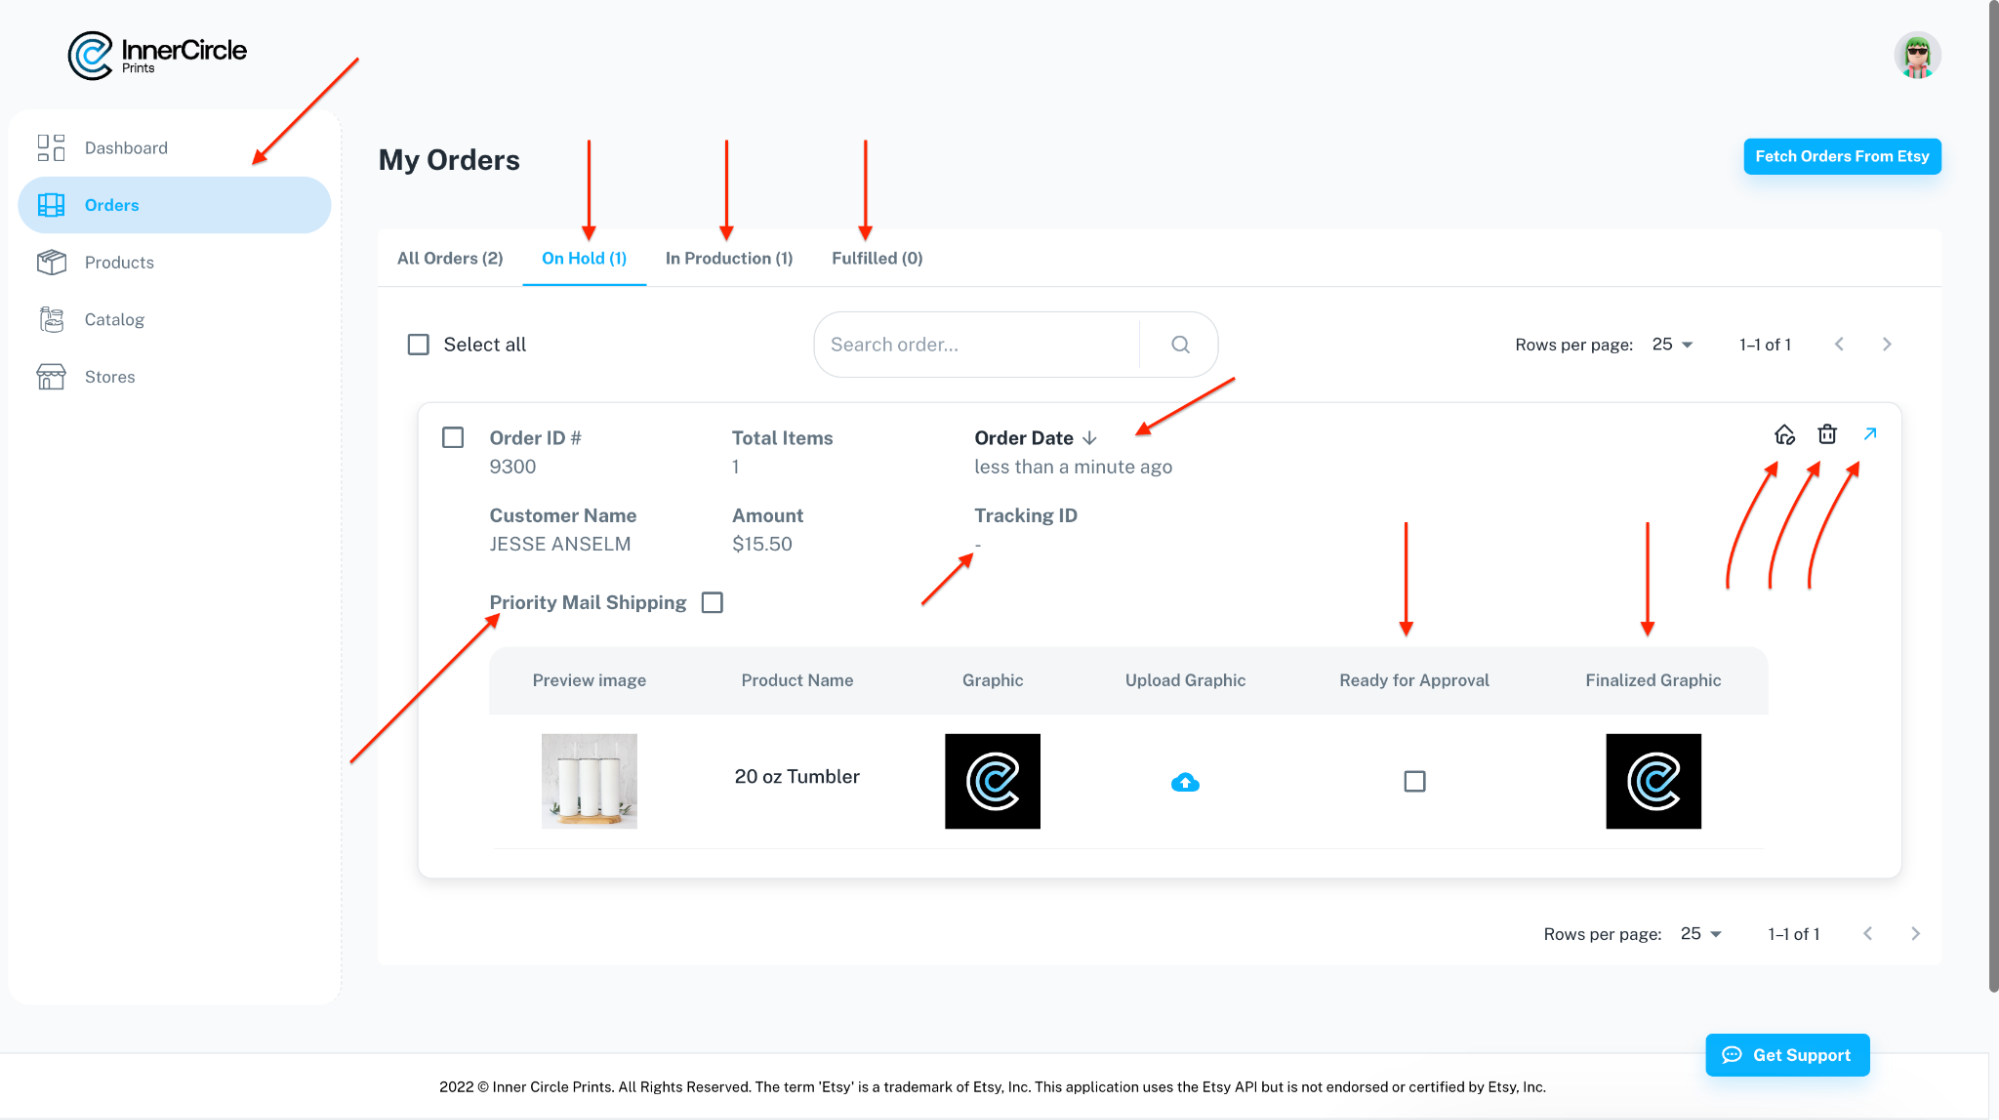 InnerCircle
Prints
Dashboard
Orders
Products
Catalog
Stores
My Orders
Fetch Orders From Etsy
All Orders (2) On Hold (1) In Production (1) Fulfilled (0)
Select all Search order... Rows per page: 25 1–1 of 1
Order ID # Total Items Order Date
9300 1 less than a minute ago
Customer Name Amount Tracking ID
JESSE ANSELM $15.50 -
Priority Mail Shipping
Preview image Product Name Graphic Upload Graphic Ready for Approval Finalized Graphic
20 oz Tumbler
Rows per page: 25 1–1 of 1
Get Support
2022 © Inner Circle Prints. All Rights Reserved. The term 'Etsy' is a trademark of Etsy, Inc. This application uses the Etsy API but is not endorsed or certified by Etsy, Inc.